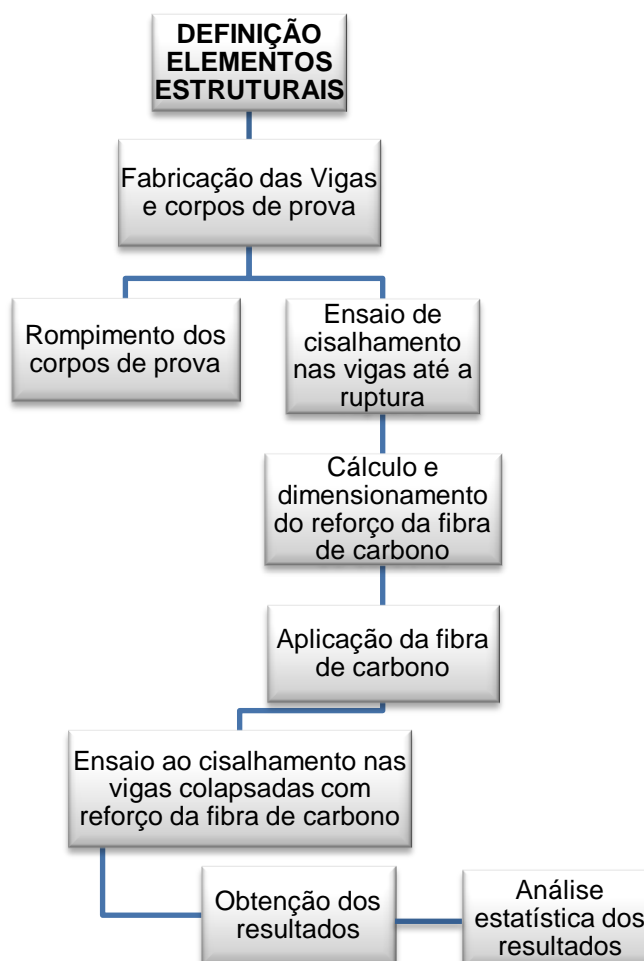 DEFINIÇÃO
ELEMENTOS
ESTRUTURAIS
Fabricação das Vigas
e corpos de prova
Rompimento dos
corpos de prova
Ensaio de
cisalhamento
nas vigas até a
ruptura
Cálculo e
dimensionamento
do reforço da fibra
de carbono
Aplicação da fibra
de carbono
Ensaio ao cisalhamento nas
vigas colapsadas com
reforço da fibra de carbono
Obtenção dos
resultados
Análise
estatística dos
resultados